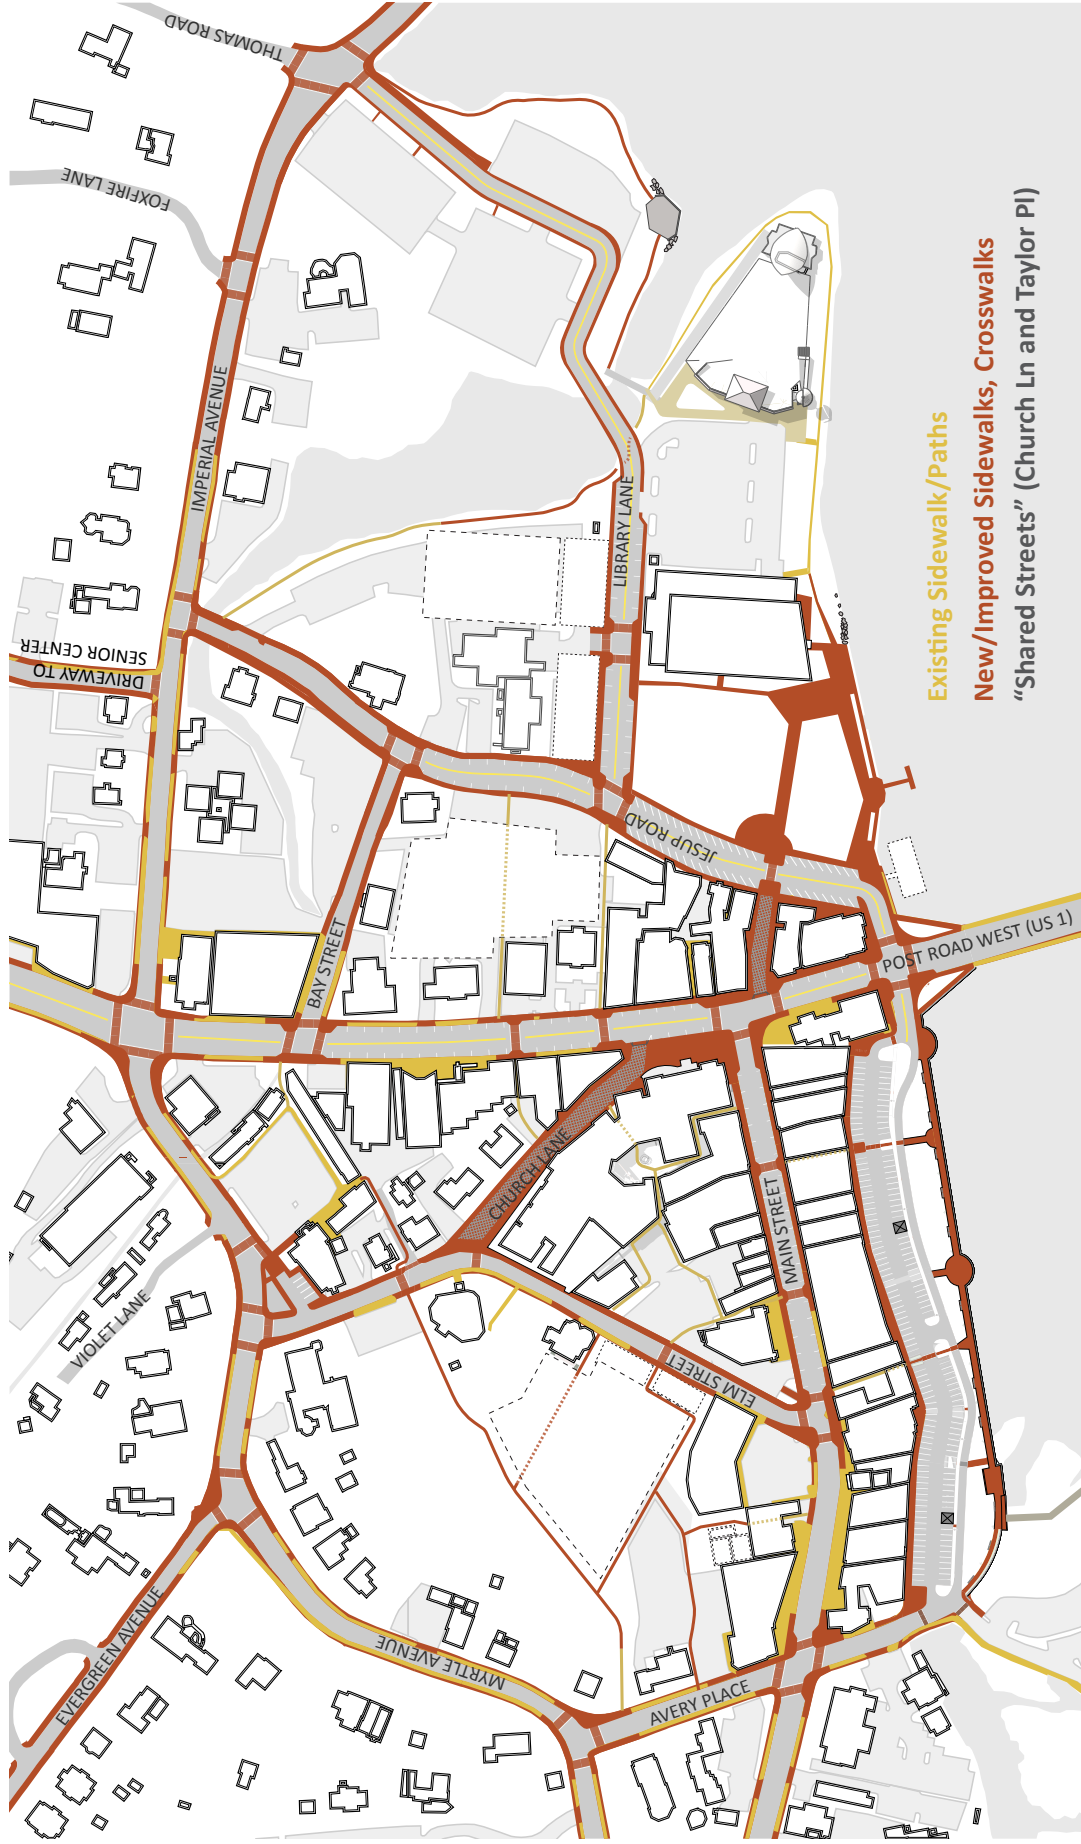 THOMAS ROAD
FOXFIRE LANE
IMPERIAL AVENUE
DRIVEWAY TO
SENIOR CENTER
LIBRARY LANE
JESUP ROAD
BAY STREET
POST ROAD WEST (US 1)
CHURCH LANE
MAIN STREET
ELM STREET
VIOLET LANE
EVERGREEN AVENUE
MYRTLE AVENUE
AVERY PLACE
Existing Sidewalk/Paths
New/Improved Sidewalks, Crosswalks
“Shared Streets” (Church Ln and Taylor Pl)